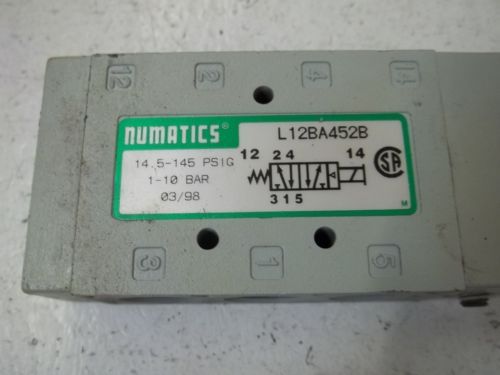 12 2 4 14
NUMATICS®
L12BA452B
14.5-145 PSIG
1-10 BAR
03/98
12 2 4 14
3 1 5
SA
M
3 1 5